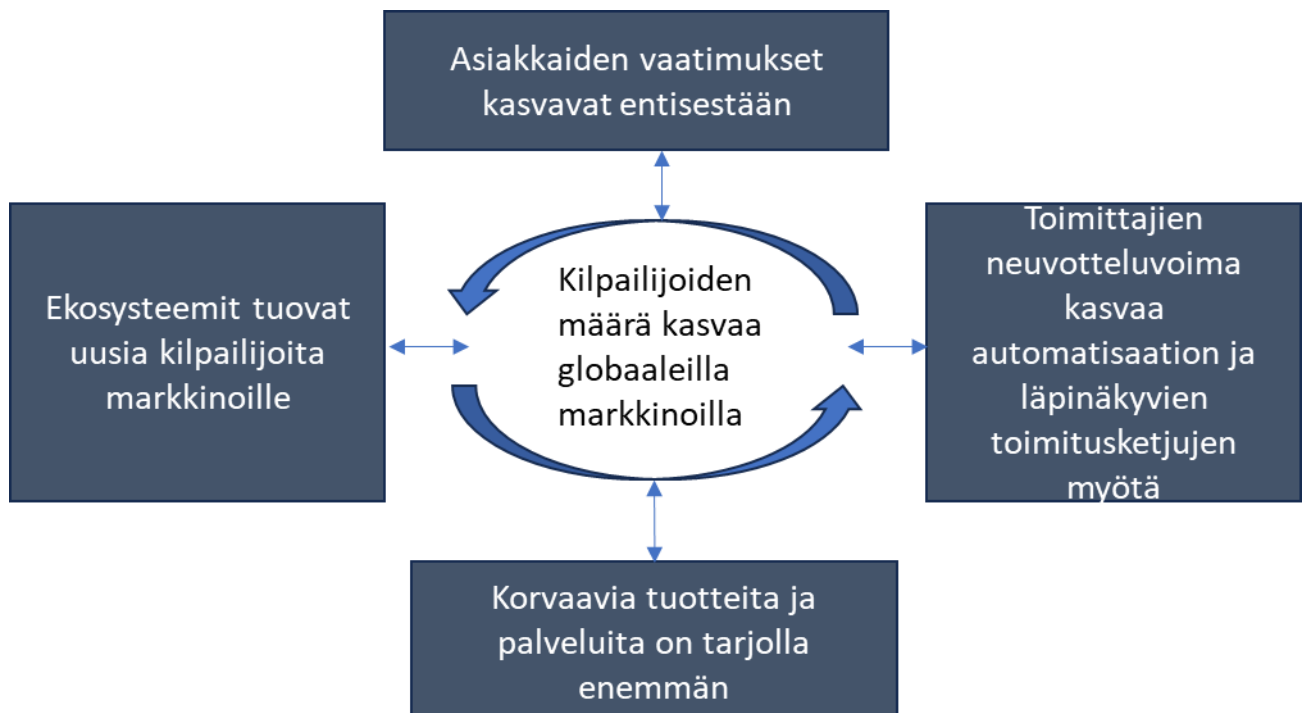 Asiakkaiden vaatimukset
kasvavat entisestään
Ekosysteemit tuovat
uusia kilpailijoita
markkinoille
Kilpailijoiden
määrä kasvaa
globaaleilla
markkinoilla
Toimittajien
neuvotteluvoima
kasvaa
automatisaation ja
läpinäkyvien
toimitusketjujen
myötä
Korvaavia tuotteita ja
palveluita on tarjolla
enemmän